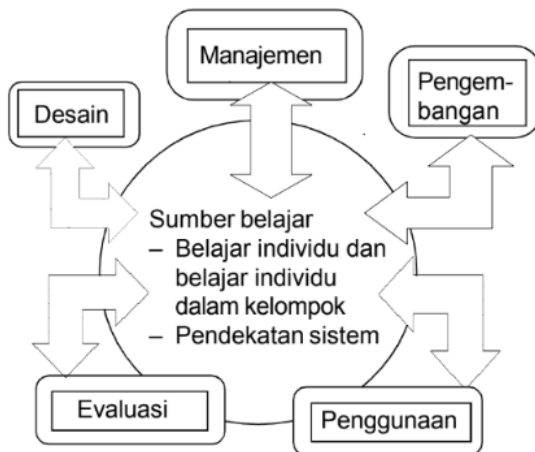 Manajemen
Desain
Pengem-
bangan
Sumber belajar
– Belajar individu dan
belajar individu
dalam kelompok
– Pendekatan sistem
Evaluasi
Penggunaan